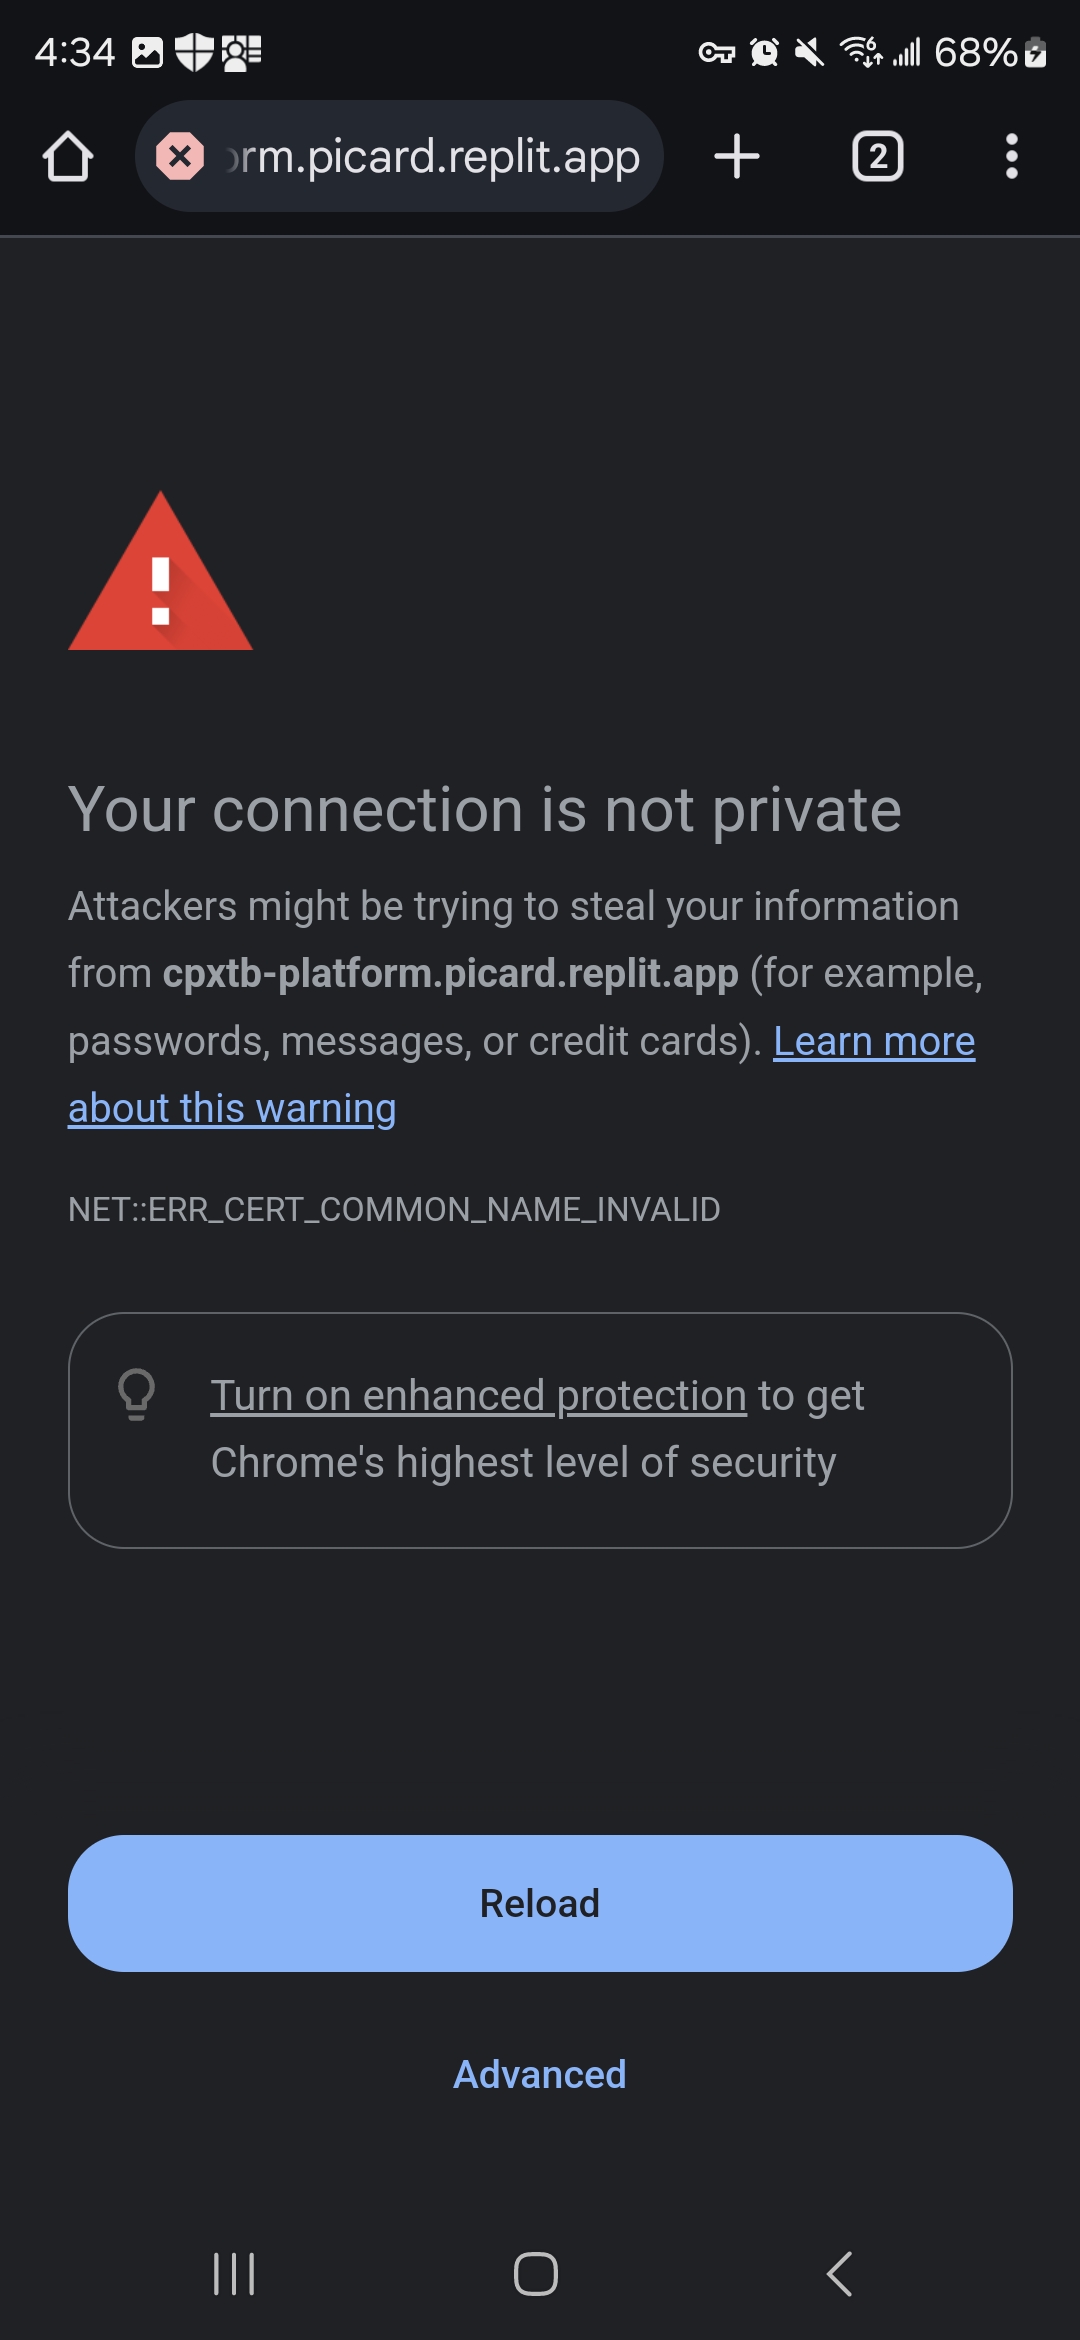 4:34
68%
rm.picard.replit.app
2
Your connection is not private
Attackers might be trying to steal your information
from cpxtb-platform.picard.replit.app (for example,
passwords, messages, or credit cards). Learn more
about this warning
NET::ERR_CERT_COMMON_NAME_INVALID
Turn on enhanced protection to get
Chrome's highest level of security
Reload
Advanced